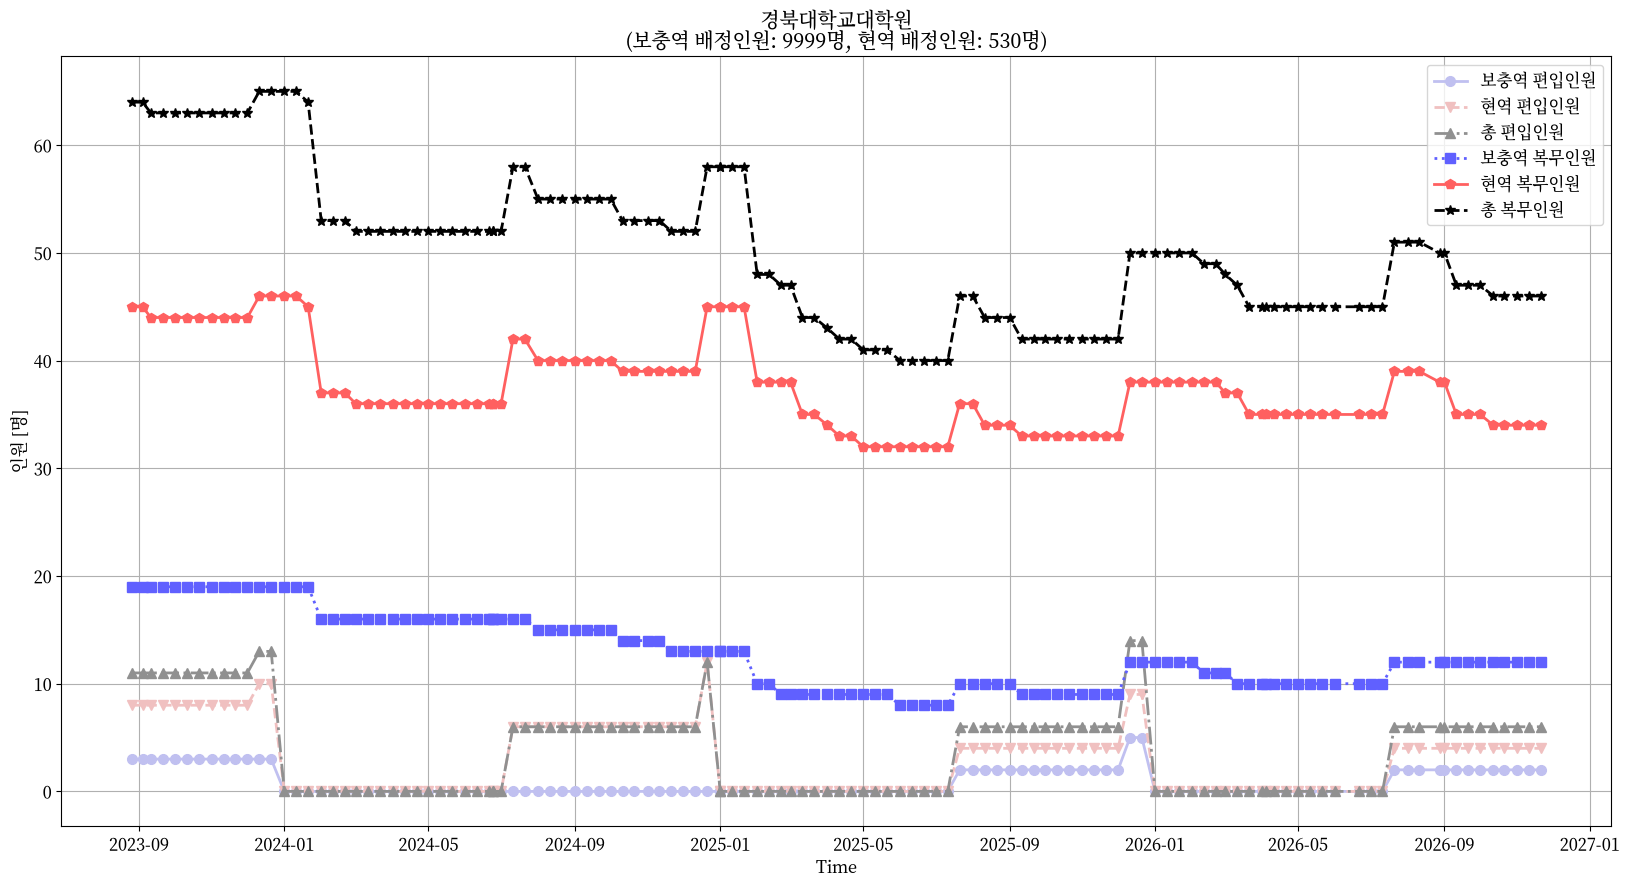 경북대학교대학원
(보충역 배정인원: 9999명, 현역 배정인원: 530명)
보충역 편입인원
현역 편입인원
총 편입인원
보충역 복무인원
현역 복무인원
총 복무인원
인원 [명]
60
50
40
30
20
10
0
2023-09
2024-01
2024-05
2024-09
2025-01
2025-05
2025-09
2026-01
2026-05
2026-09
2027-01
Time